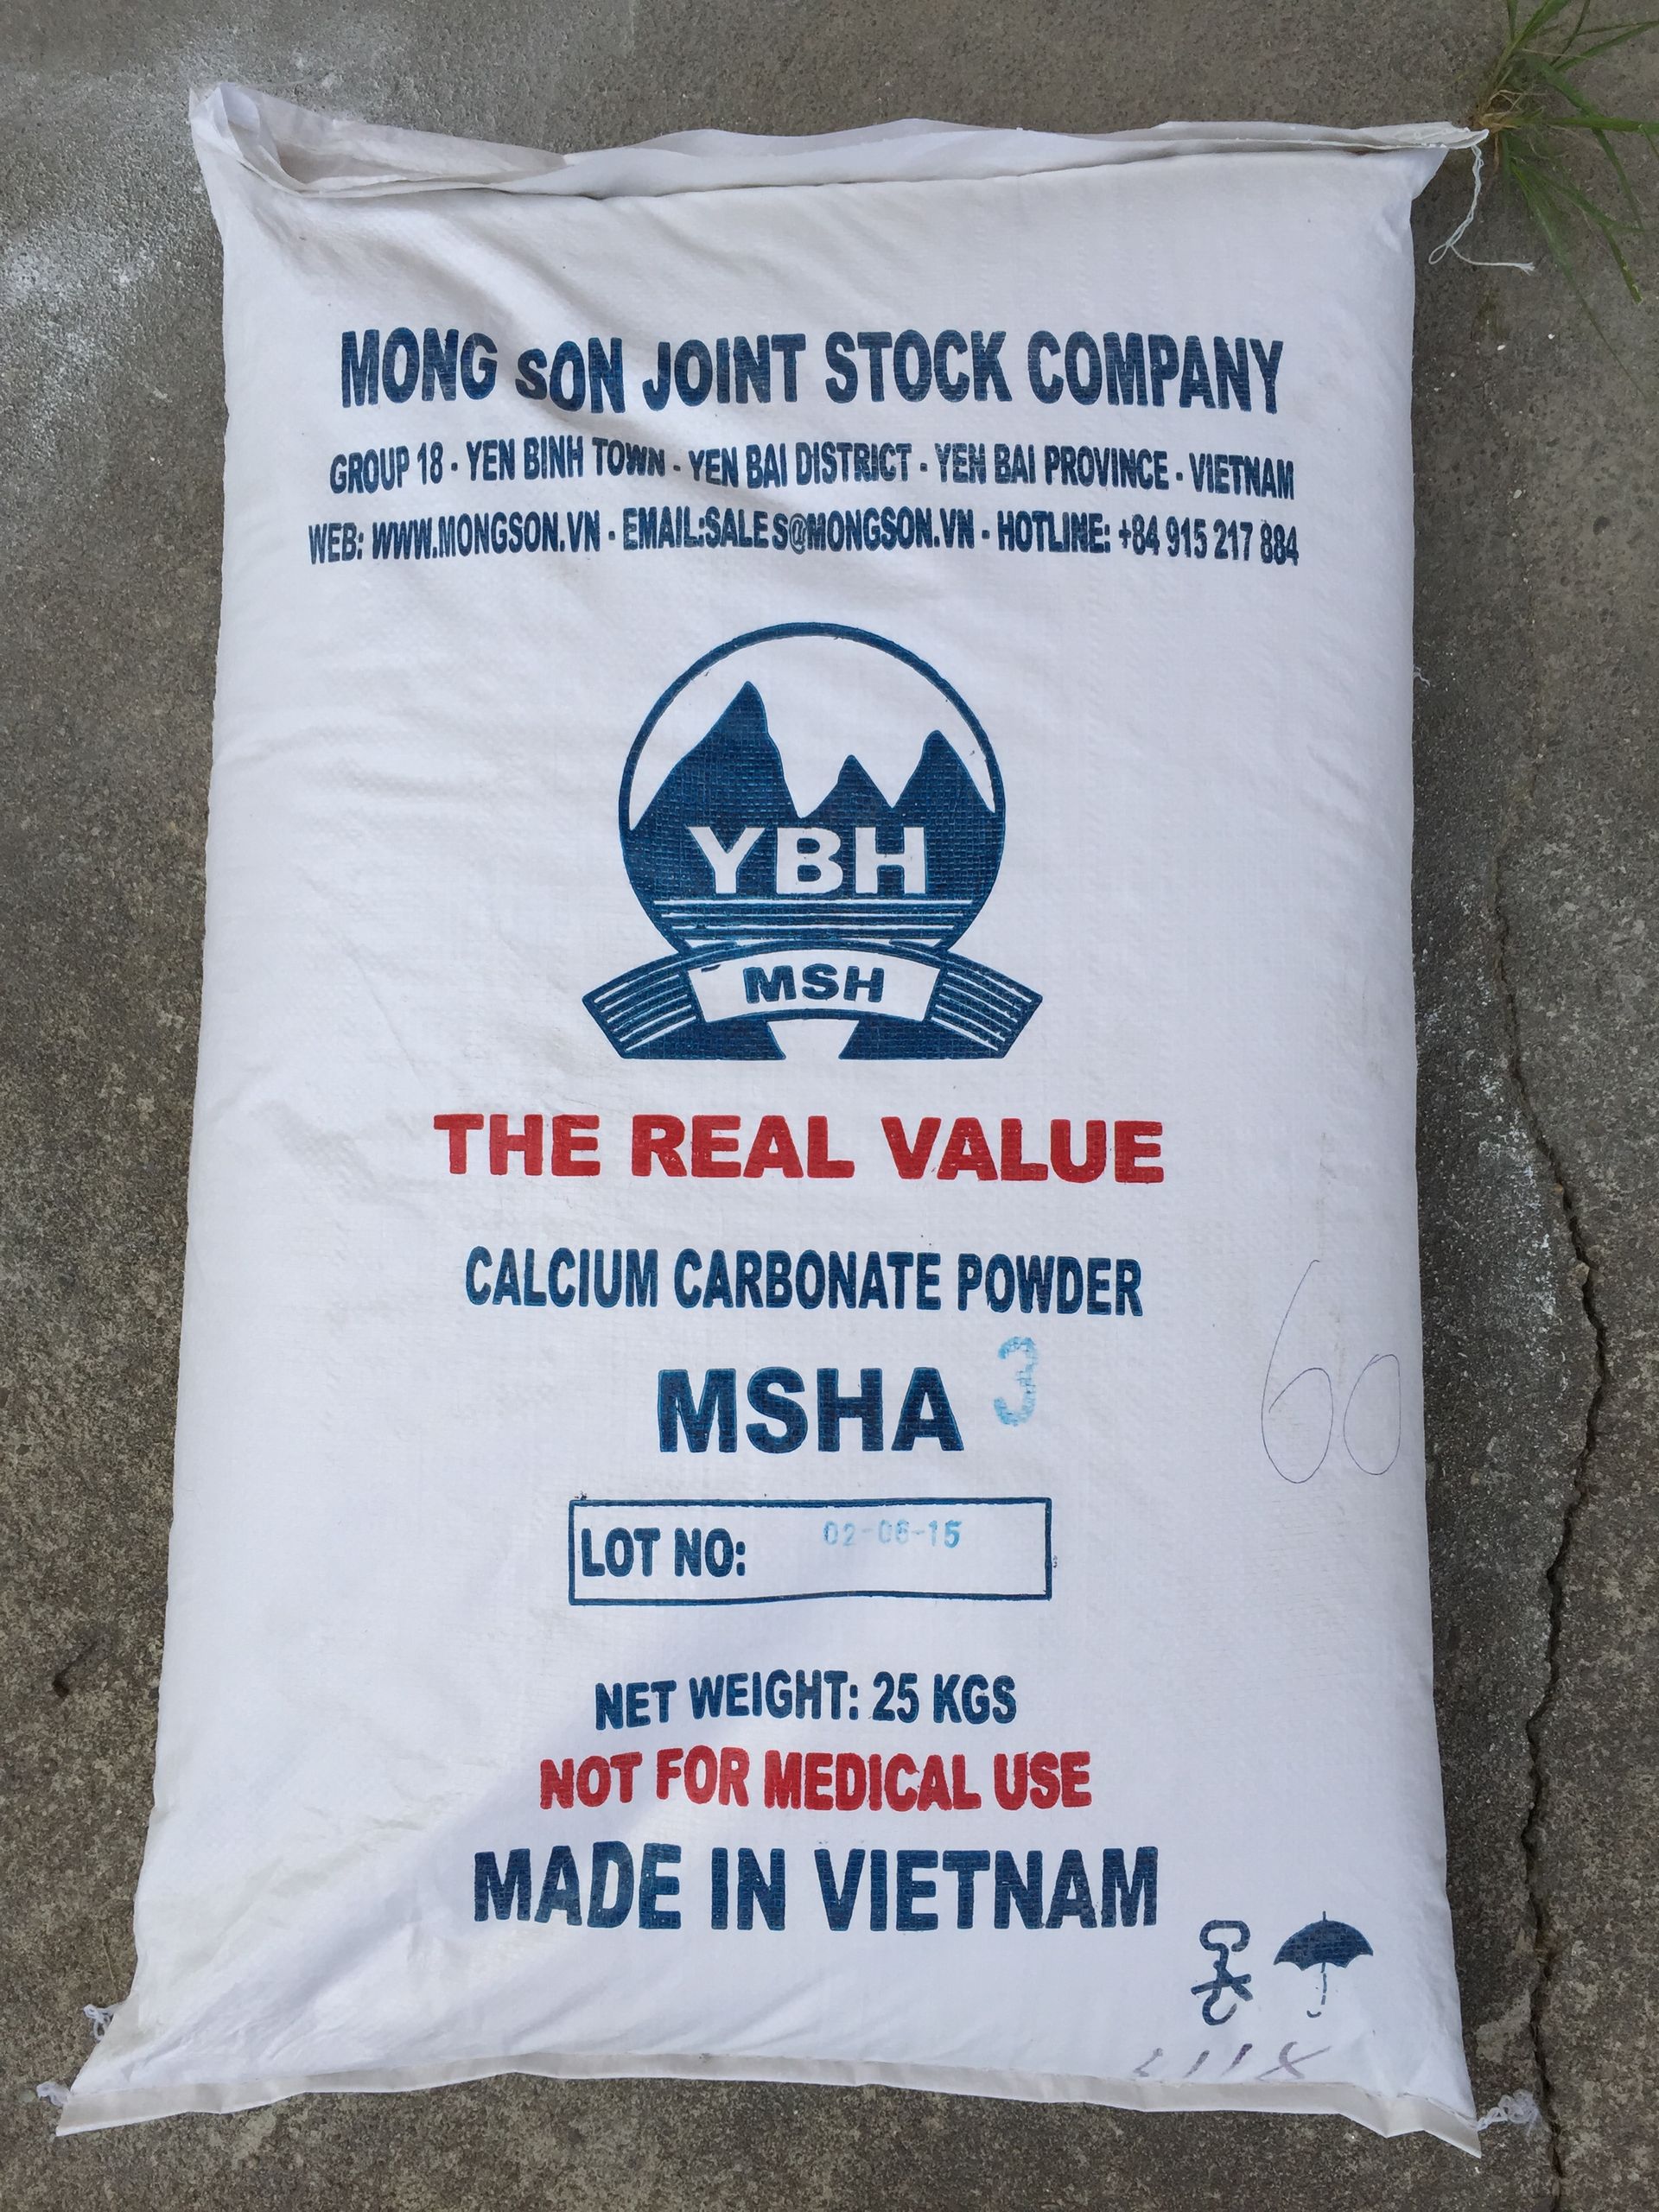 MONG SON JOINT STOCK COMPANY
GROUP 18 - YEN BINH TOWN - YEN BAI DISTRICT - YEN BAI PROVINCE - VIETNAM
WEB: WWW.MONGSON.VN - EMAIL:SALES@MONGSON.VN - HOTLINE: +84 915 217 884
YBH
MSH
THE REAL VALUE
CALCIUM CARBONATE POWDER
MSHA 3
60
LOT NO: 02-06-15
NET WEIGHT: 25 KGS
NOT FOR MEDICAL USE
MADE IN VIETNAM